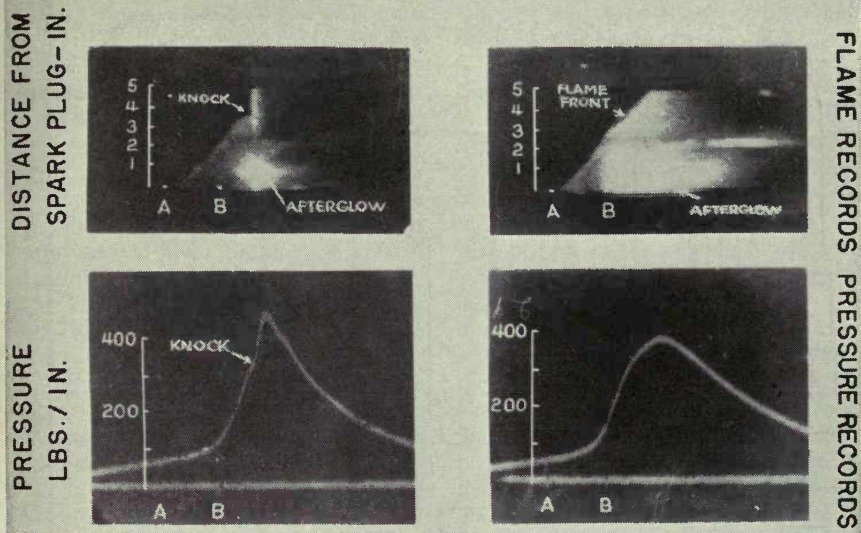 DISTANCE FROM
SPARK PLUG-IN.
5
4
3
2
1
KNOCK
AFTERGLOW
A B
5
4
3
2
1
FLAME
FRONT
AFTERGLOW
A B
FLAME RECORDS
PRESSURE
LBS./IN.
400
200
KNOCK
A B
400
200
A B
PRESSURE RECORDS